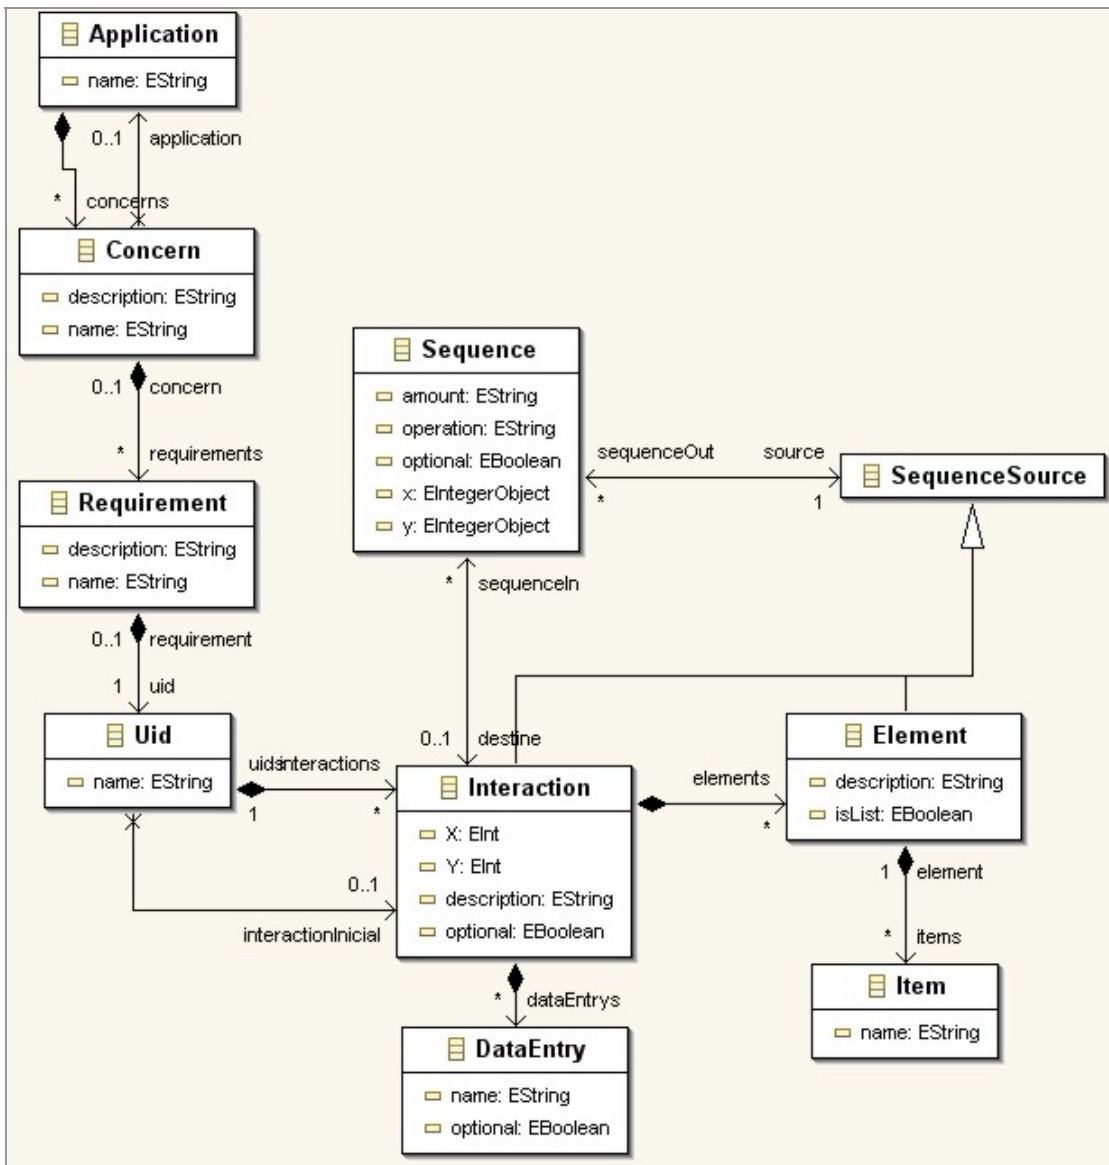 Application
name: EString
0..1 application
* concerns
Concern
description: EString
name: EString
0..1 concern
* requirements
Requirement
description: EString
name: EString
0..1 requirement
1 uid
Uid
name: EString
Sequence
amount: EString
operation: EString
optional: EBoolean
x: EIntegerObject
y: EIntegerObject
sequenceOut source
* 1
SequenceSource
* sequenceIn
0..1 destine
uids interactions
1 *
0..1
interactionInicial
Interaction
X: EInt
Y: EInt
description: EString
optional: EBoolean
elements
*
Element
description: EString
isList: EBoolean
1 element
* items
Item
name: EString
* dataEntrys
DataEntry
name: EString
optional: EBoolean